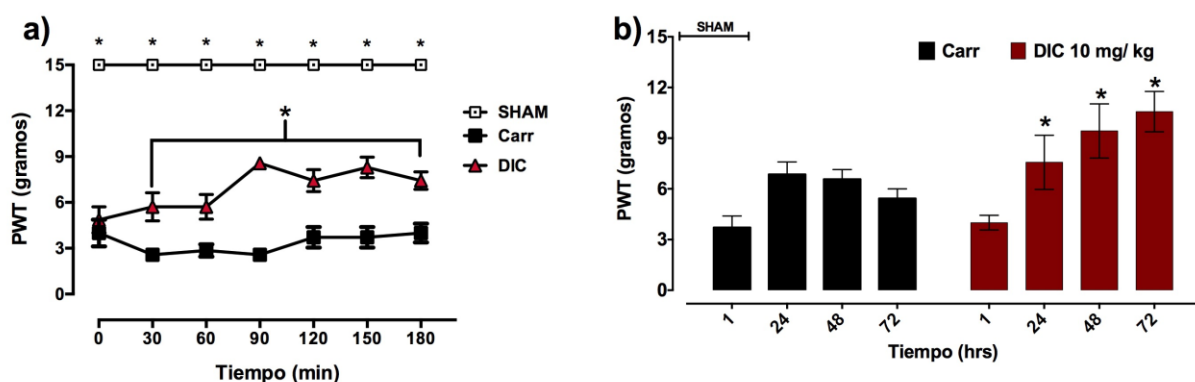 a)
* * * * * * *
15
12
9
6
3
0
PWT (gramos)
*
SHAM
Carr
DIC
0 30 60 90 120 150 180
Tiempo (min)
b)
SHAM
15
12
9
6
3
0
PWT (gramos)
Carr DIC 10 mg/ kg
* * *
1 24 48 72 1 24 48 72
Tiempo (hrs)